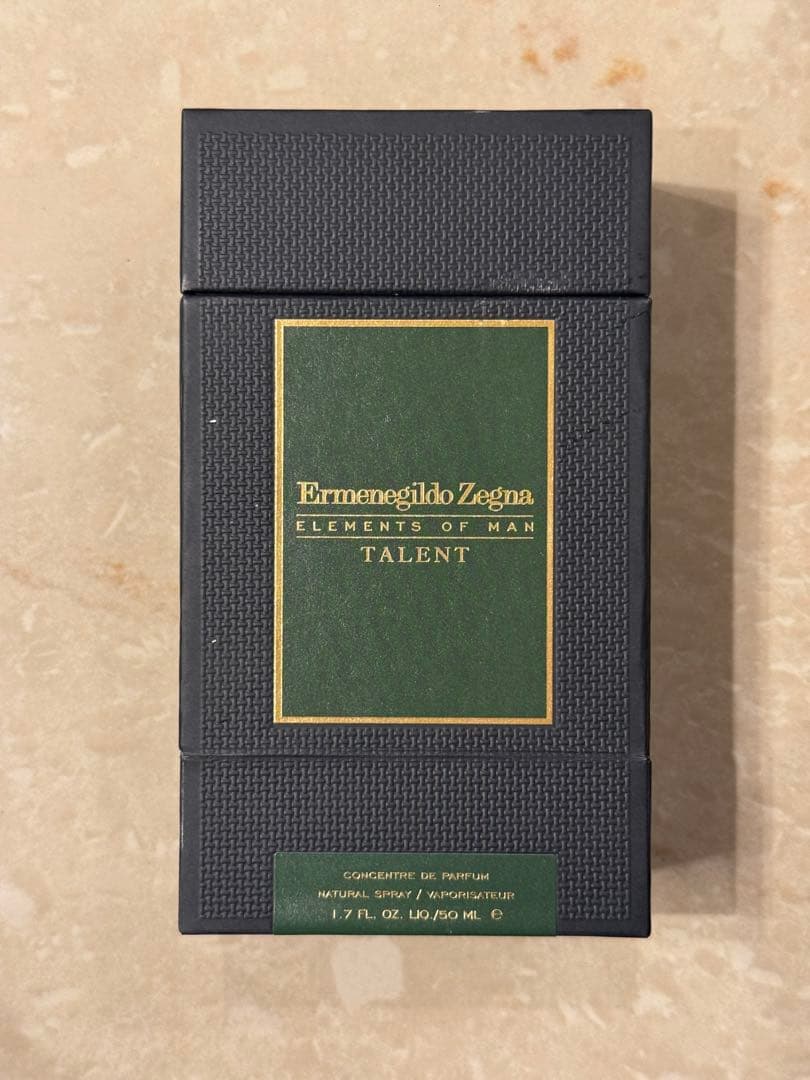 Ermenegildo Zegna
ELEMENTS OF MAN
TALENT
CONCENTRE DE PARFUM
NATURAL SPRAY / VAPORISATEUR
1.7 FL. OZ. LIQ./50 ML ℮